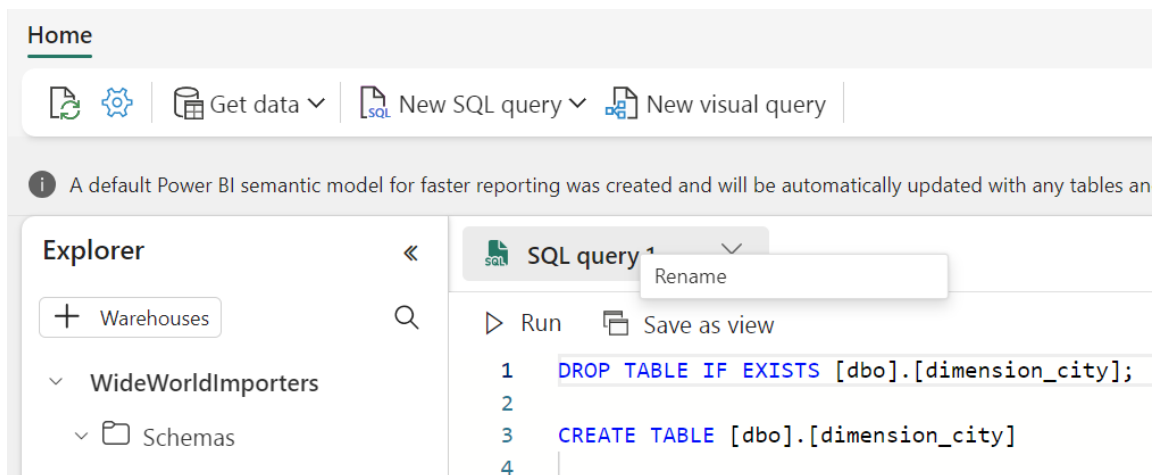 Home
Get data
New SQL query
New visual query
A default Power BI semantic model for faster reporting was created and will be automatically updated with any tables an
Explorer
Warehouses
WideWorldImporters
Schemas
SQL query 1
Rename
Run
Save as view
1 DROP TABLE IF EXISTS [dbo].[dimension_city];
2
3 CREATE TABLE [dbo].[dimension_city]
4